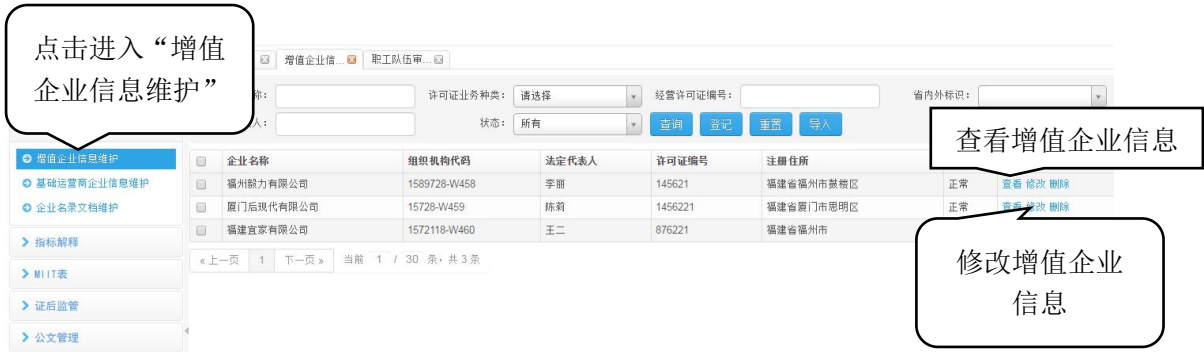 点击进入“增值
企业信息维护”
增值企业信...
职工队伍审...
称:
许可证业务种类: 请选择
经营许可证编号:
省内外标识:
人:
状态: 所有
查询 登记 重置 导入
查看增值企业信息
增值企业信息维护
基础运营商企业信息维护
企业名录文档维护
指标解释
MIIT表
证后监管
公文管理
企业名称 组织机构代码 法定代表人 许可证编号 注册住所
福州毅力有限公司 1589728-W458 李丽 145621 福建省福州市鼓楼区 正常 查看 修改 删除
厦门后现代有限公司 15728-W459 陈莉 1456221 福建省厦门市思明区 正常 查看 修改 删除
福建宜家有限公司 1572118-W460 王二 876221 福建省福州市
«上一页 1 下一页» 当前 1 / 30 条,共3条
修改增值企业
信息